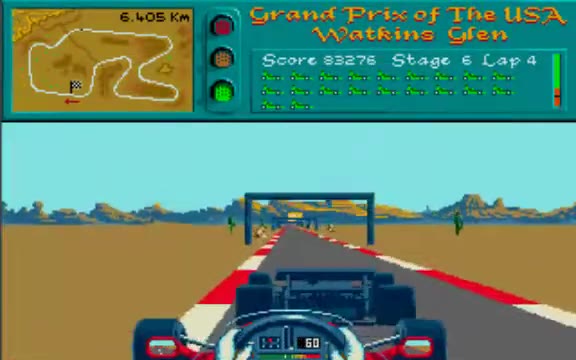 6.405 Km
Grand Prix of The USA
Watkins Glen
Score 83276 Stage 6 Lap 4
60